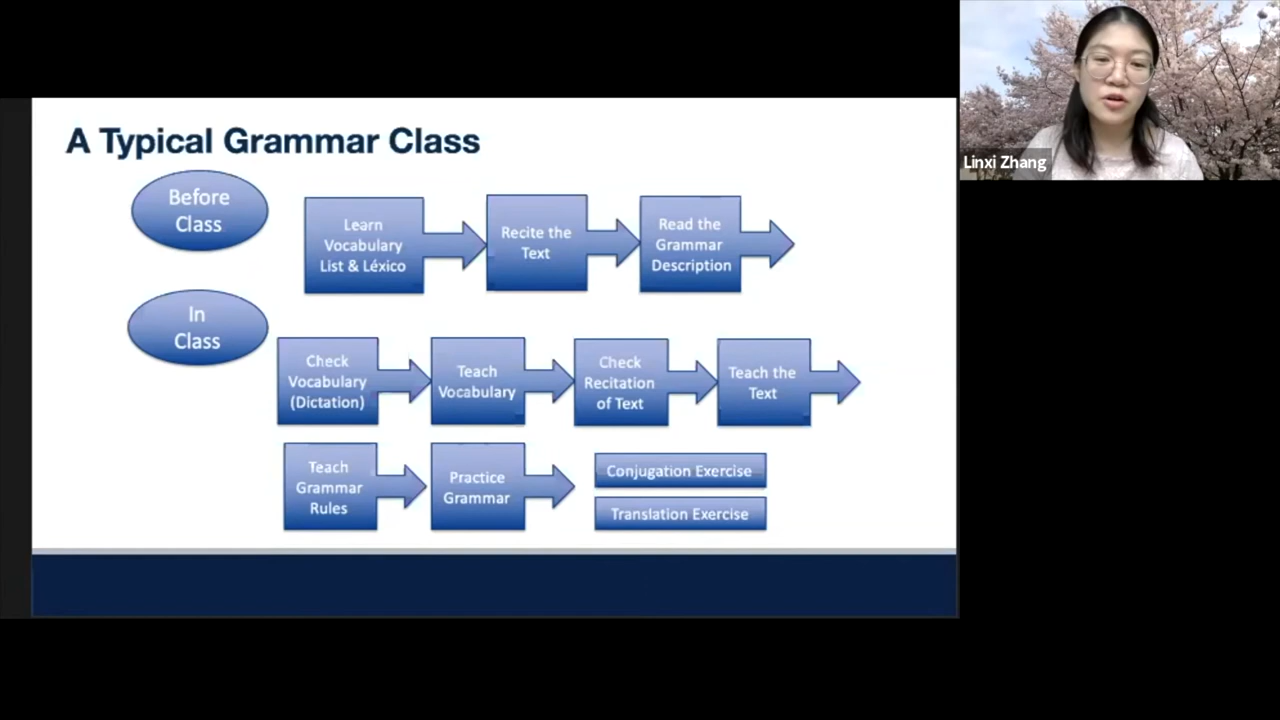 A Typical Grammar Class
Before
Class
Learn
Vocabulary
List & Léxico
Recite the
Text
Read the
Grammar
Description
In
Class
Check
Vocabulary
(Dictation)
Teach
Vocabulary
Check
Recitation
of Text
Teach the
Text
Teach
Grammar
Rules
Practice
Grammar
Conjugation Exercise
Translation Exercise
Linxi Zhang